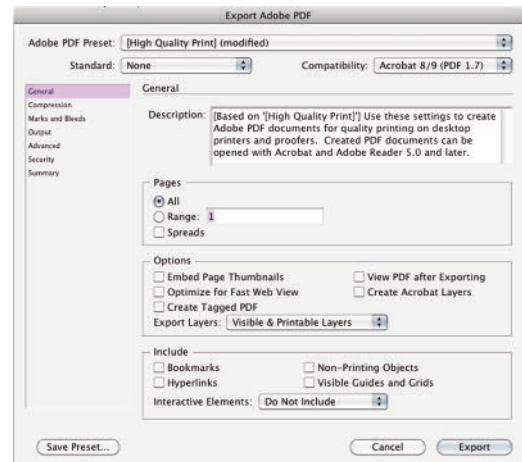 Export Adobe PDF
Adobe PDF Preset: [High Quality Print] (modified)
Standard: None Compatibility: Acrobat 8/9 (PDF 1.7)
General
Compression
Marks and Bleeds
Output
Advanced
Security
Summary
General
Description: [Based on '[High Quality Print]'] Use these settings to create
Adobe PDF documents for quality printing on desktop
printers and proofers. Created PDF documents can be
opened with Acrobat and Adobe Reader 5.0 and later.
Pages
All
Range: 1
Spreads
Options
Embed Page Thumbnails View PDF after Exporting
Optimize for Fast Web View Create Acrobat Layers
Create Tagged PDF
Export Layers: Visible & Printable Layers
Include
Bookmarks Non-Printing Objects
Hyperlinks Visible Guides and Grids
Interactive Elements: Do Not Include
Save Preset... Cancel Export